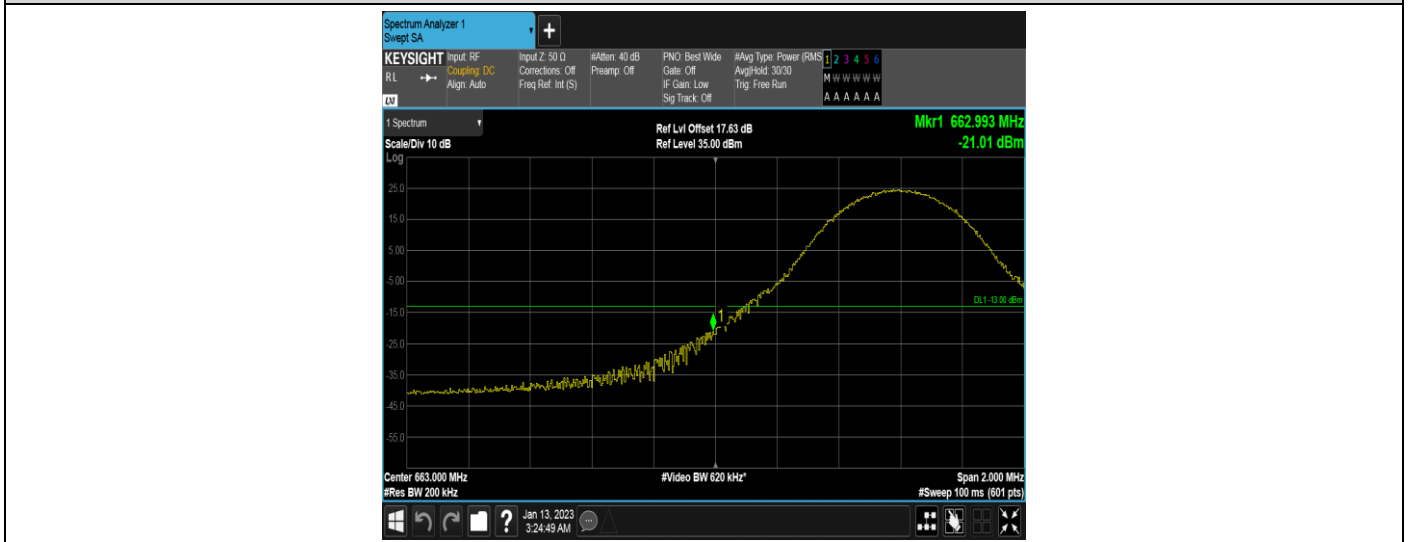 Spectrum Analyzer 1
Swept SA
+
KEYSIGHT
RL
LXI
Input: RF
Coupling: DC
Align: Auto
Input Z: 50 Ω
Corrections: Off
Freq Ref: Int (S)
#Atten: 40 dB
Preamp: Off
PNO: Best Wide
Gate: Off
IF Gain: Low
Sig Track: Off
#Avg Type: Power (RMS
Avg|Hold: 30/30
Trig: Free Run
1 2 3 4 5 6
M W W W W W
A A A A A A
1 Spectrum
Scale/Div 10 dB
Log
Ref Lvl Offset 17.63 dB
Ref Level 35.00 dBm
Mkr1 662.993 MHz
-21.01 dBm
25.0
15.0
5.00
-5.00
-15.0
-25.0
-35.0
-45.0
-55.0
DL1 -13.00 dBm
1
Center 663.000 MHz
#Res BW 200 kHz
#Video BW 620 kHz*
Span 2.000 MHz
#Sweep 100 ms (601 pts)
?
Jan 13, 2023
3:24:49 AM